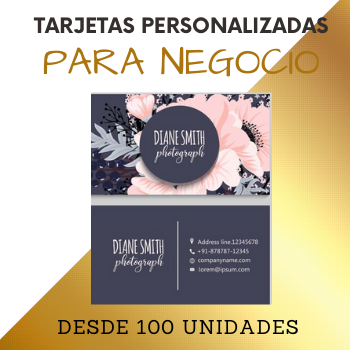 TARJETAS PERSONALIZADAS
PARA NEGOCIO
DIANE SMITH
photograph
DIANE SMITH
photograph
Address line.12345678
+91-878787-12345
companyname.com
lorem@ipsum.com
DESDE 100 UNIDADES